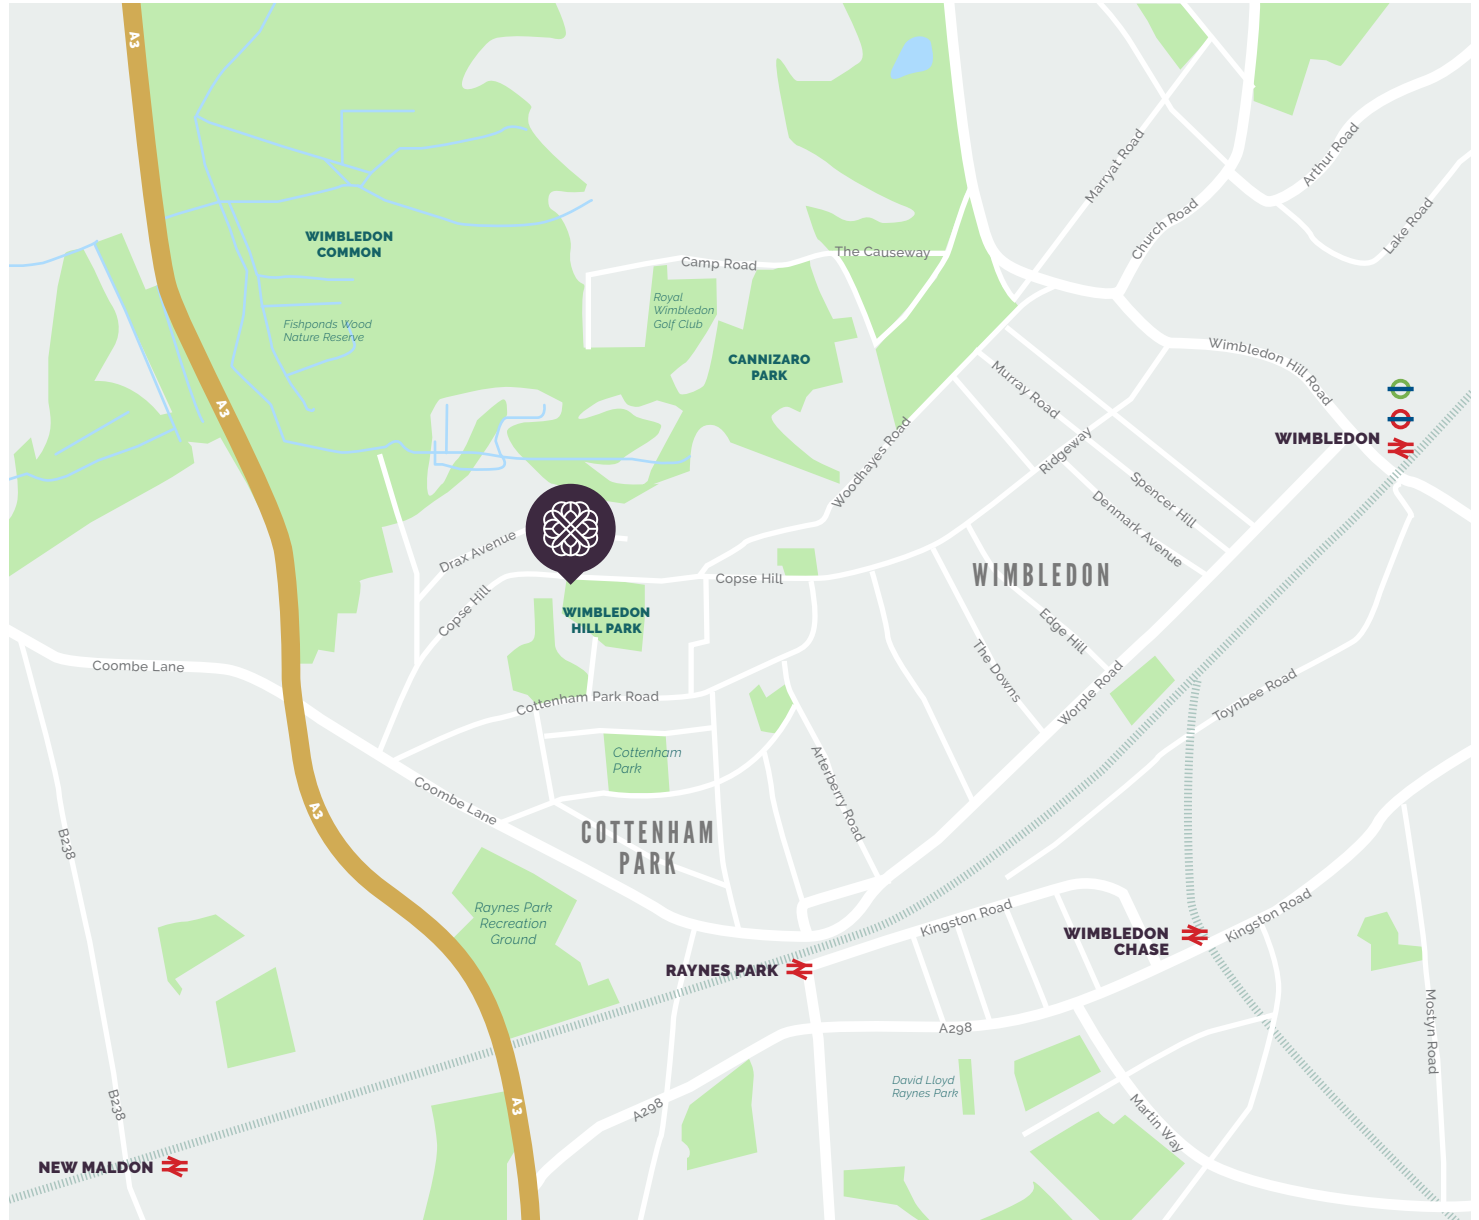 A3
Arthur Road
Marryat Road
Church Road
Lake Road
WIMBLEDON
COMMON
The Causeway
Camp Road
Royal
Wimbledon
Golf Club
Fishponds Wood
Nature Reserve
CANNIZARO
PARK
Wimbledon Hill Road
Murray Road
A3
WIMBLEDON
Ridgeway
Woodhayes Road
Spencer Hill
Denmark Avenue
Drax Avenue
Copse Hill
WIMBLEDON
Copse Hill
WIMBLEDON
HILL PARK
Edge Hill
Coombe Lane
The Downs
Worple Road
Toynbee Road
Cottenham Park Road
Cottenham
Park
Arterberry Road
Coombe Lane
A3
COTTENHAM
PARK
B238
Raynes Park
Recreation
Ground
Kingston Road
Kingston Road
WIMBLEDON
CHASE
RAYNES PARK
A298
Mostyn Road
David Lloyd
Raynes Park
B238
A298
A3
Martin Way
NEW MALDON